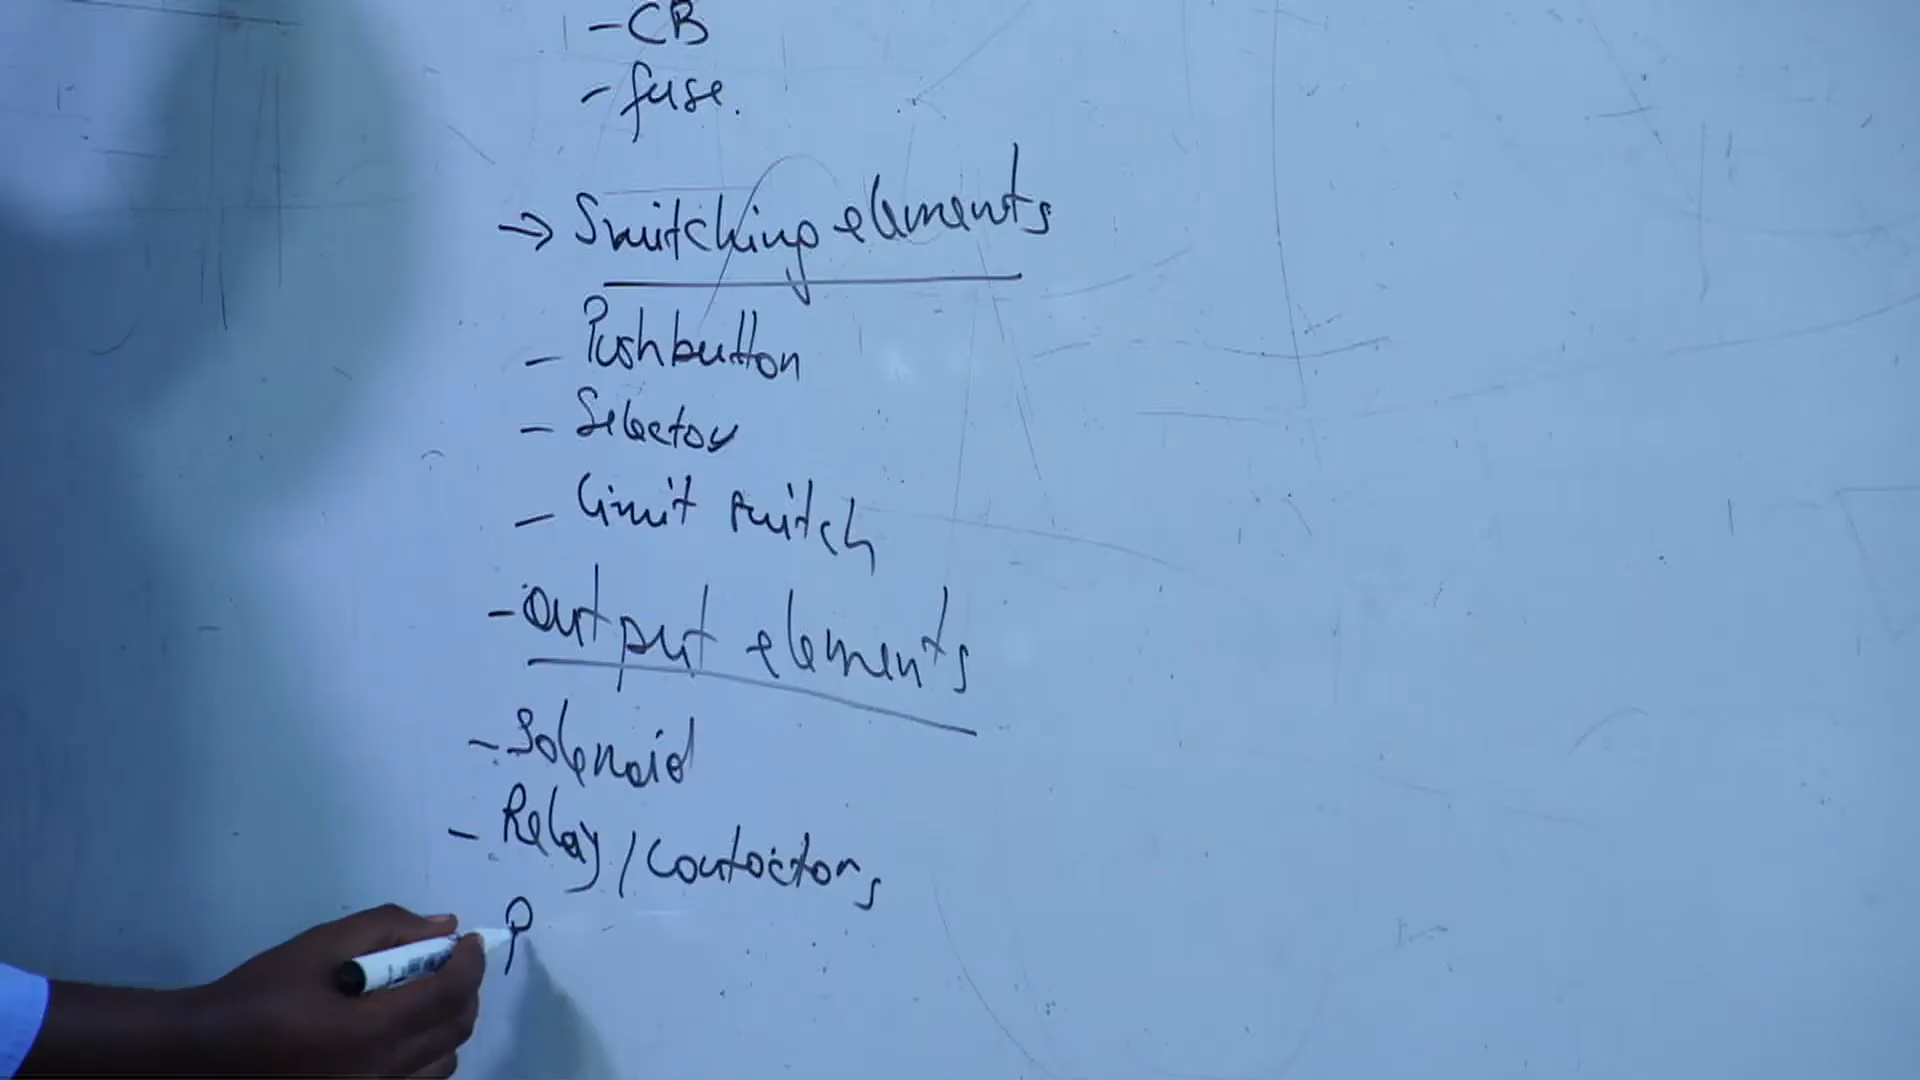 - CB
- fuse.
→ Switching elements
- Pushbutton
- Selector
- limit switch
- output elements
- Solenoid
- Relay / Contactors
P